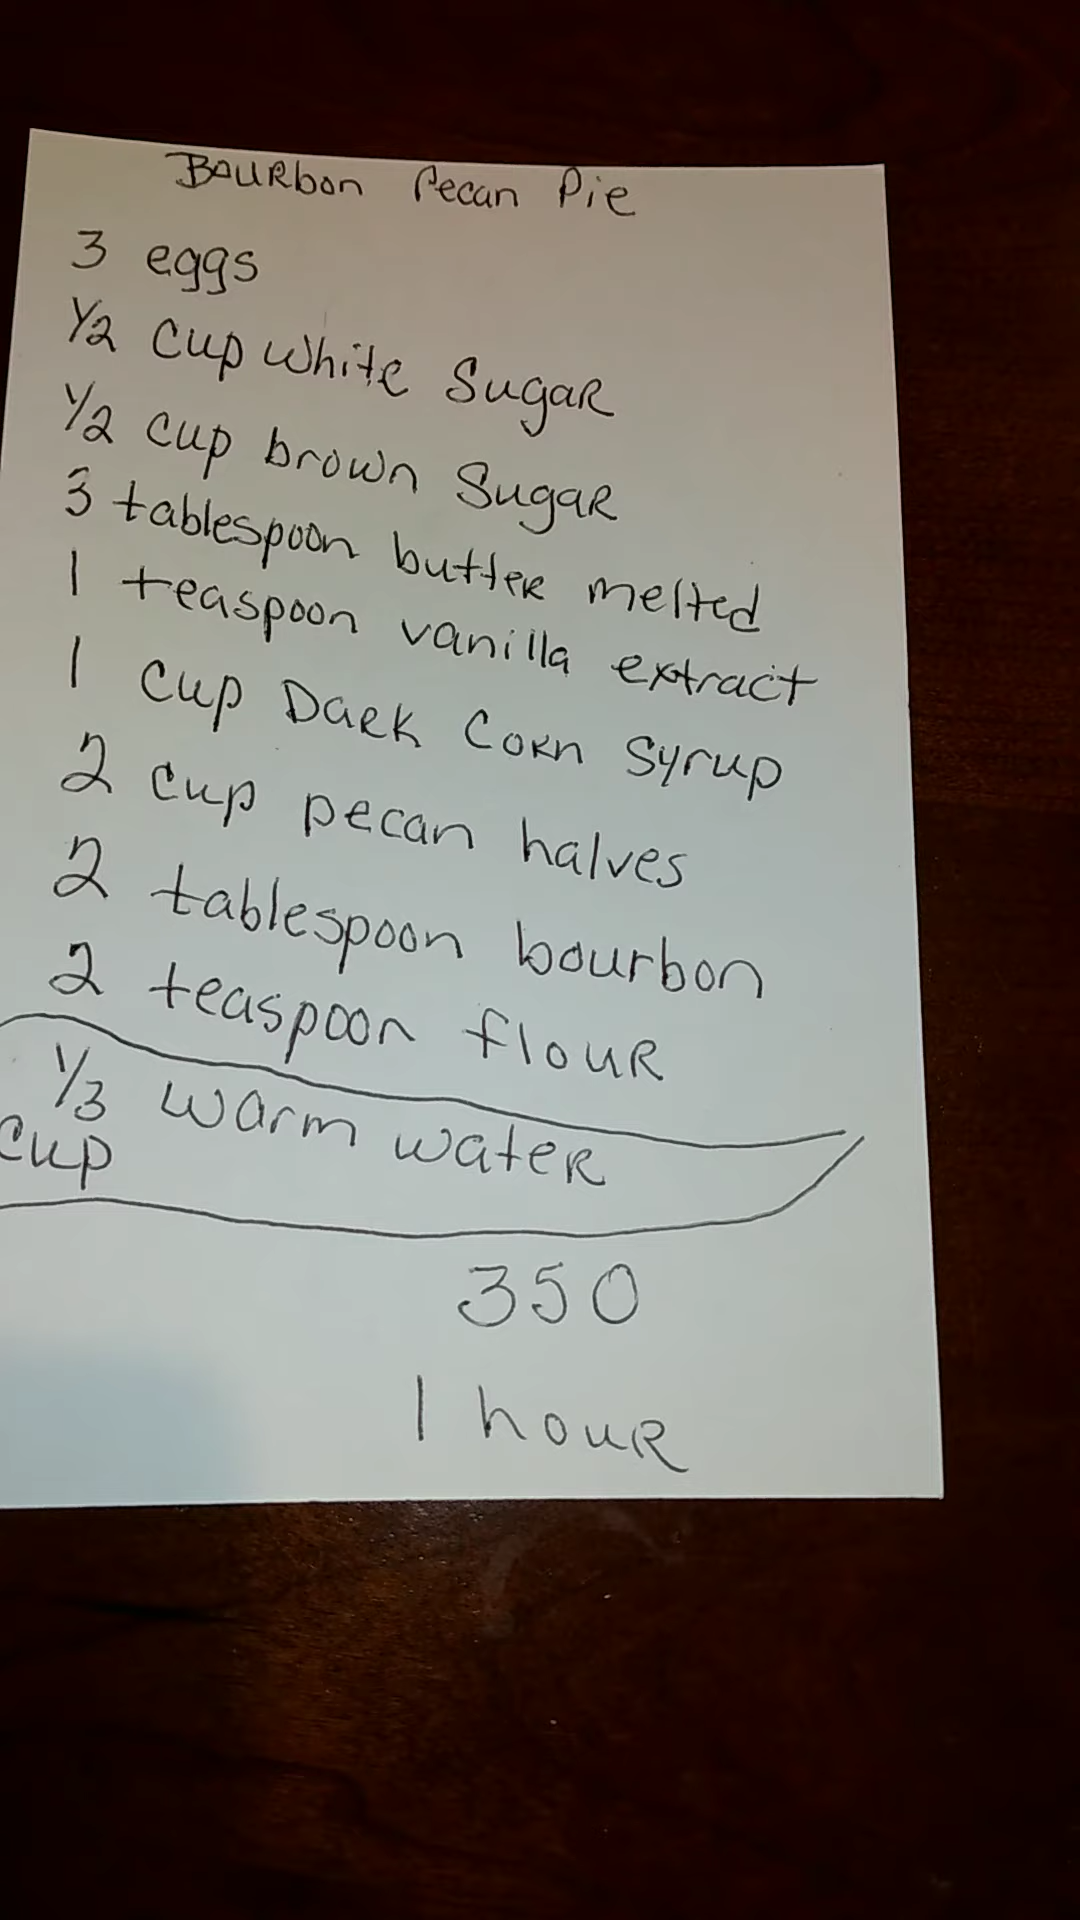 Bourbon Pecan Pie
3 eggs
1/2 cup white Sugar
1/2 cup brown Sugar
3 tablespoon butter melted
1 teaspoon vanilla extract
1 cup Dark Corn Syrup
2 cup pecan halves
2 tablespoon bourbon
2 teaspoon flour
1/3 warm water
cup
350
1 hour